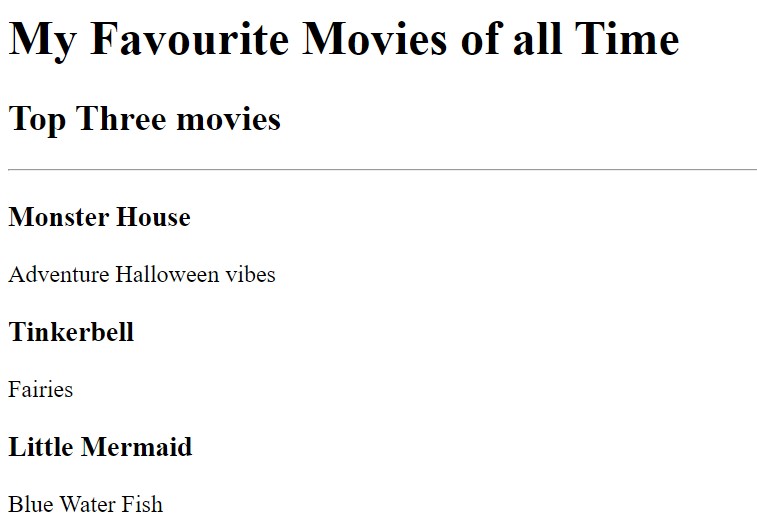 My Favourite Movies of all Time
Top Three movies
Monster House
Adventure Halloween vibes
Tinkerbell
Fairies
Little Mermaid
Blue Water Fish